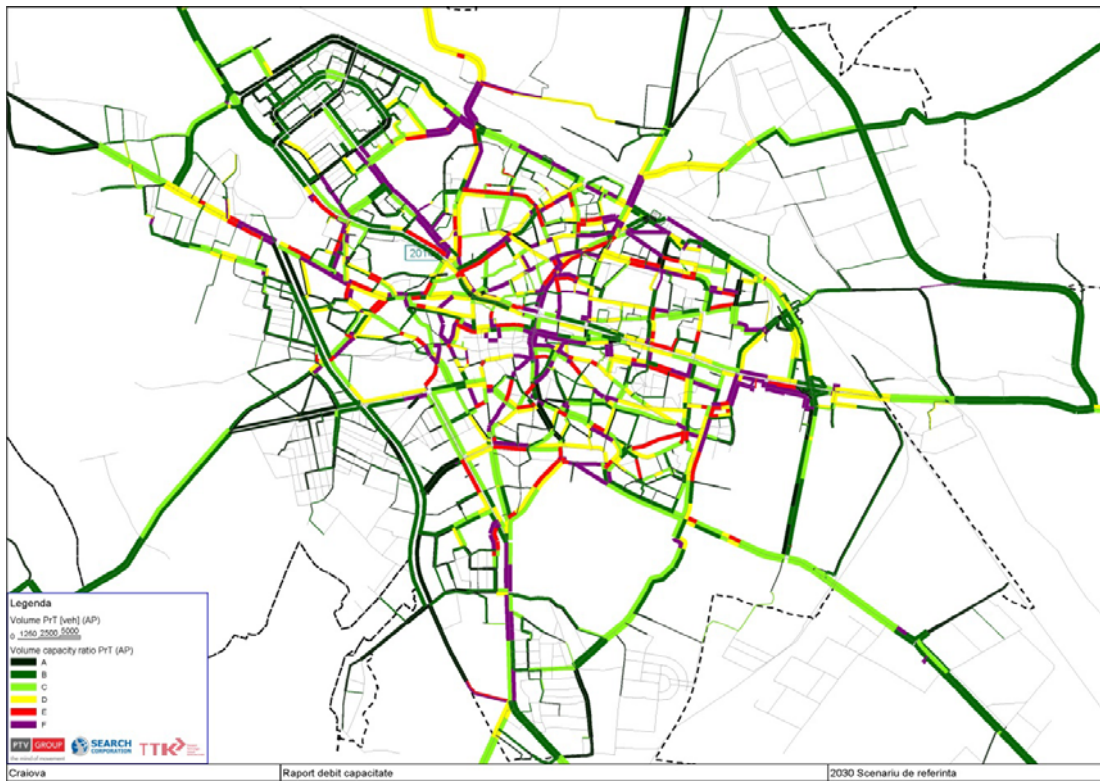 Legenda
Volume PrT [veh] (AP)
0 1250 2500 5000
Volume capacity ratio PrT (AP)
A
B
C
D
E
F
PTV GROUP
the mind of movement
SEARCH
CORPORATION
TTK
Craiova
Raport debit capacitate
2030 Scenariu de referinta